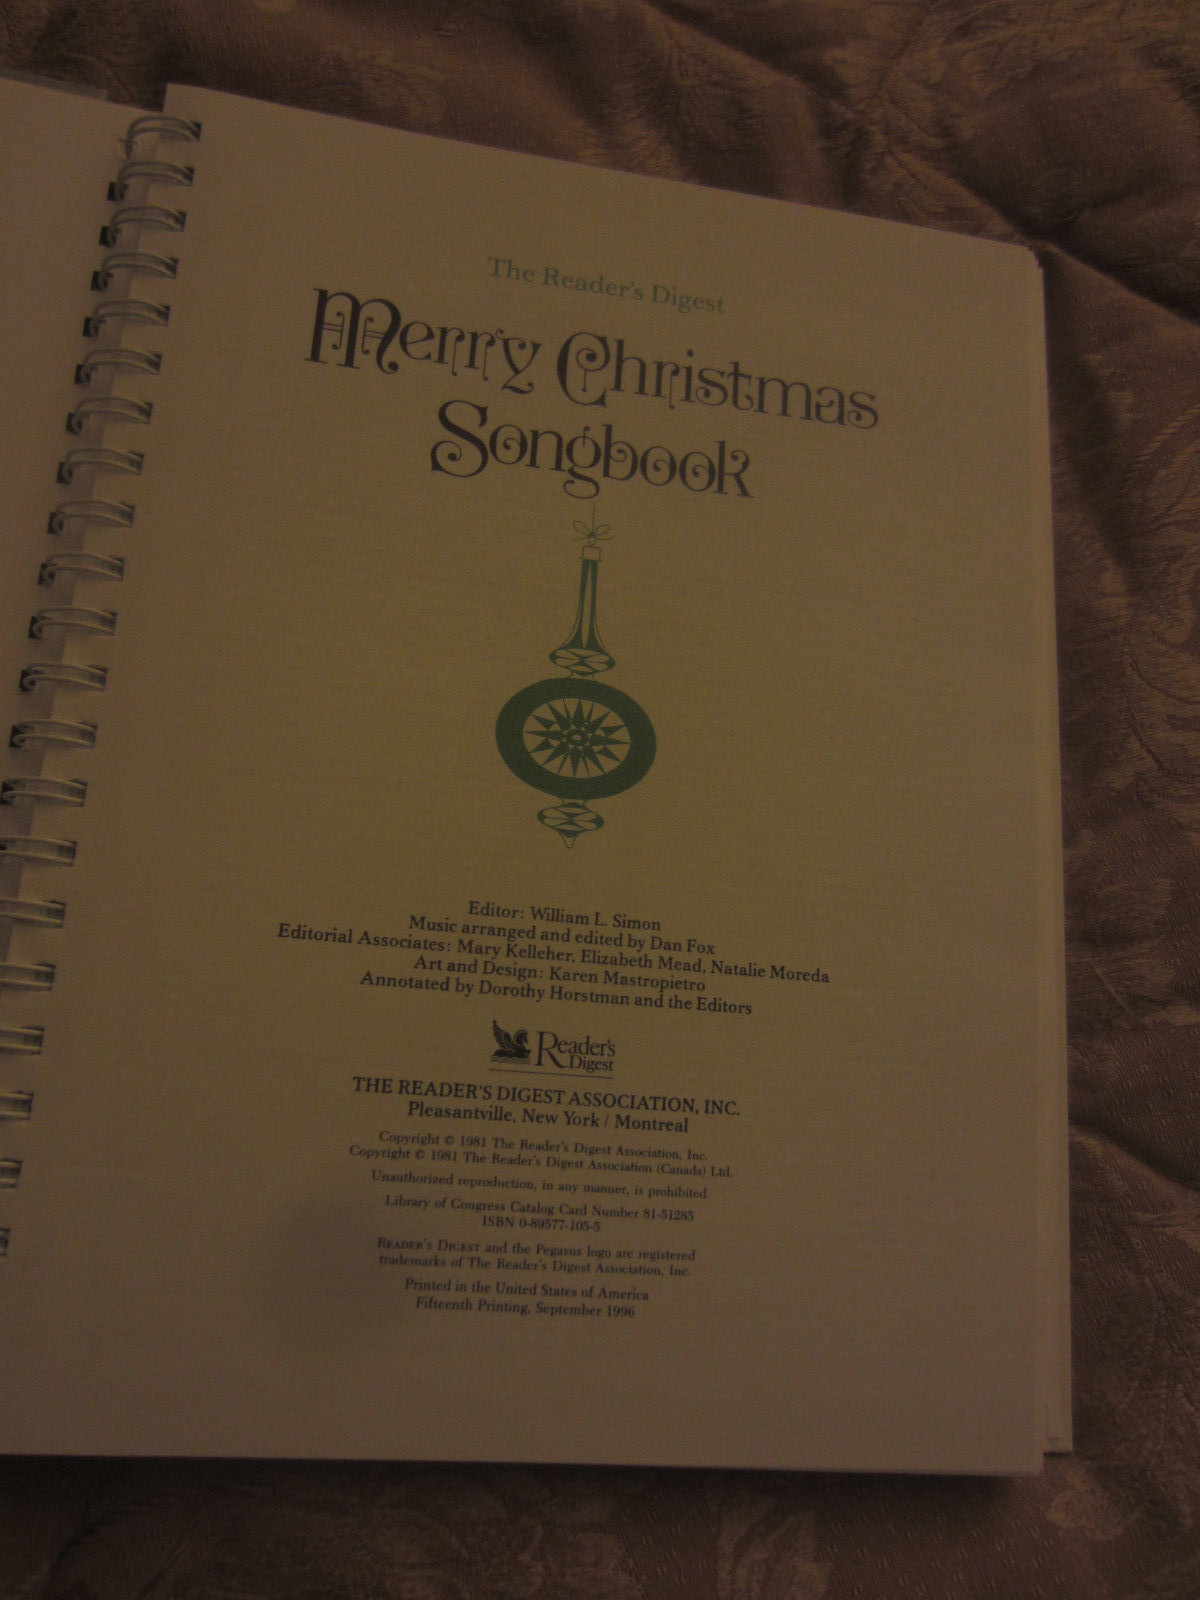 The Reader's Digest
Merry Christmas
Songbook
Editor: William L. Simon
Music arranged and edited by Dan Fox
Editorial Associates: Mary Kelleher, Elizabeth Mead, Natalie Moreda
Art and Design: Karen Mastropietro
Annotated by Dorothy Horstman and the Editors
Reader's
Digest
THE READER'S DIGEST ASSOCIATION, INC.
Pleasantville, New York / Montreal
Copyright © 1981 The Reader's Digest Association, Inc.
Copyright © 1981 The Reader's Digest Association (Canada) Ltd.
Unauthorized reproduction, in any manner, is prohibited.
Library of Congress Catalog Card Number 81-51285
ISBN 0-89577-105-5
READER'S DIGEST and the Pegasus logo are registered
trademarks of The Reader's Digest Association, Inc.
Printed in the United States of America
Fifteenth Printing, September 1996